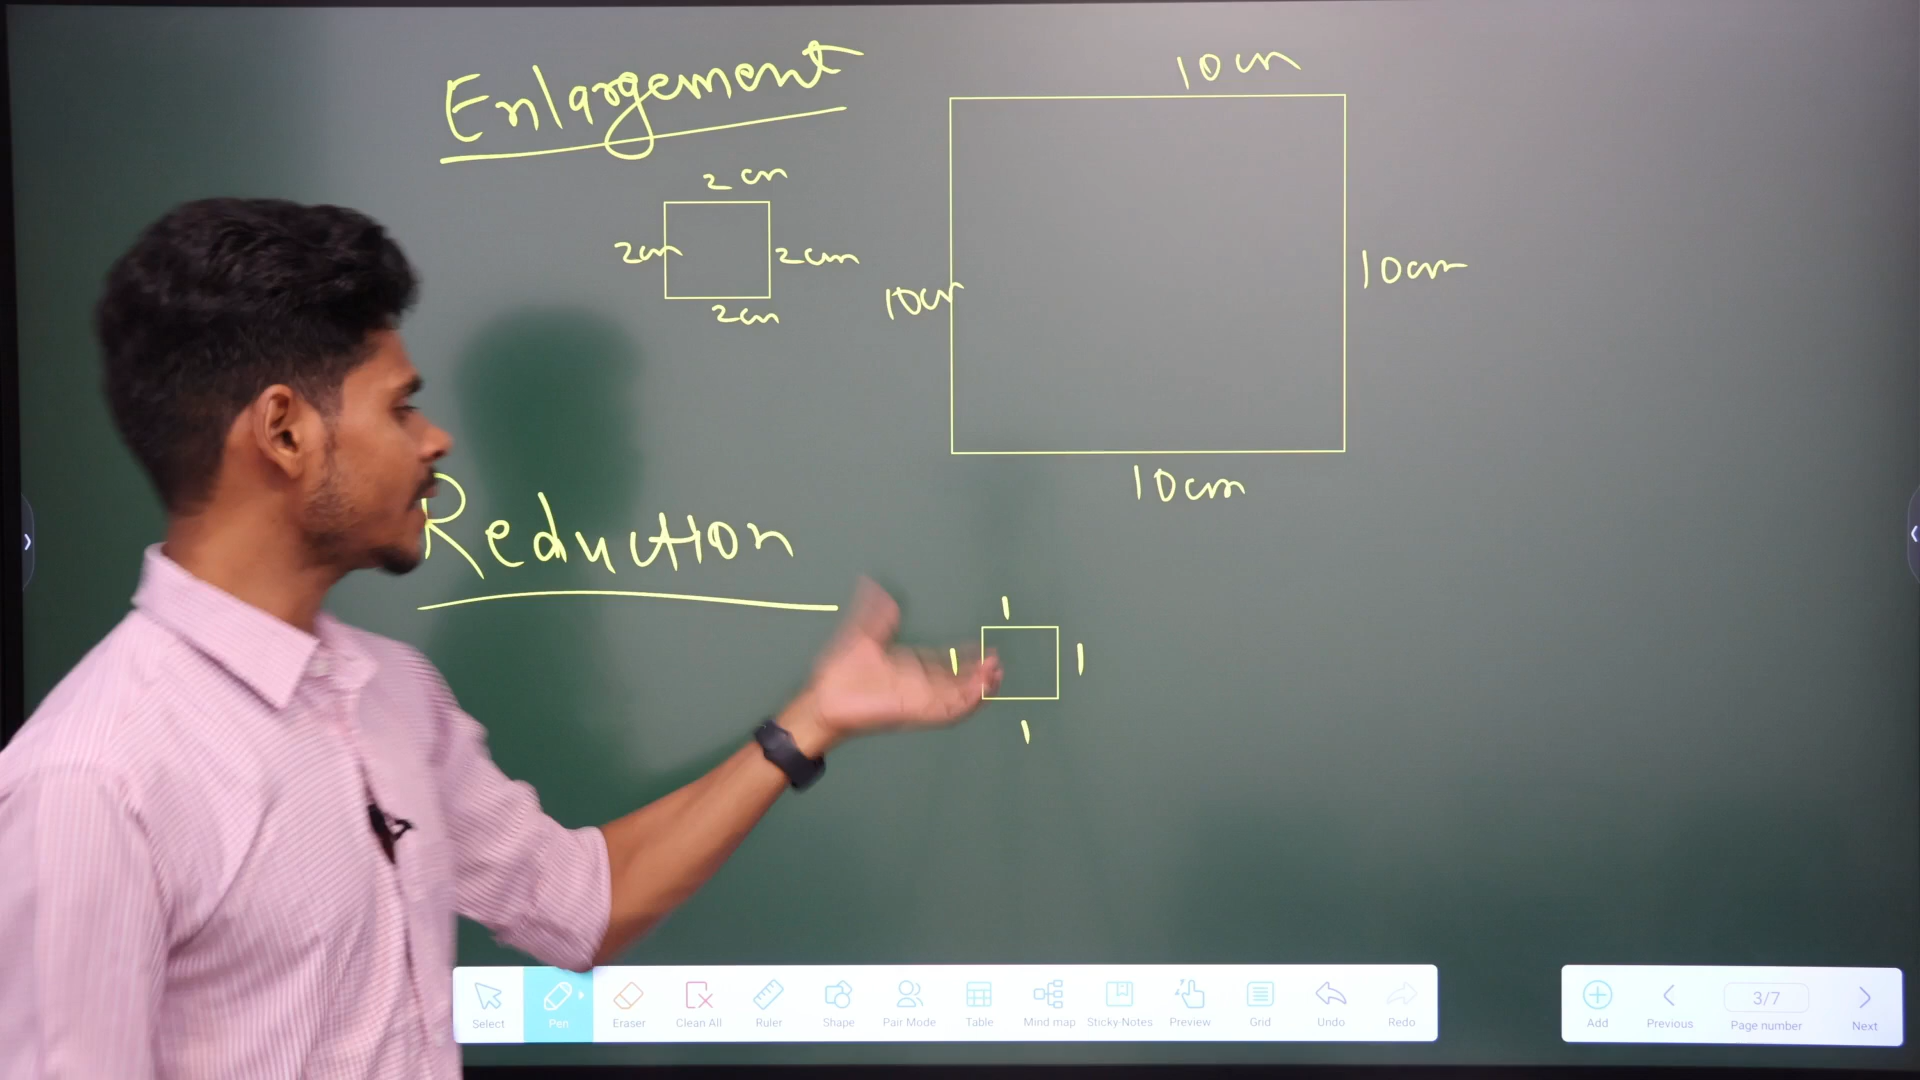 Enlargement
10 cm
2 cm
2cm
2cm
2cm
10cm
10cm
10cm
Reduction
1
1
1
1
Select
Pen
Eraser
Clean All
Ruler
Shape
Pair Mode
Table
Mind map
Sticky Notes
Preview
Grid
Undo
Redo
Add
Previous
3/7
Page number
Next